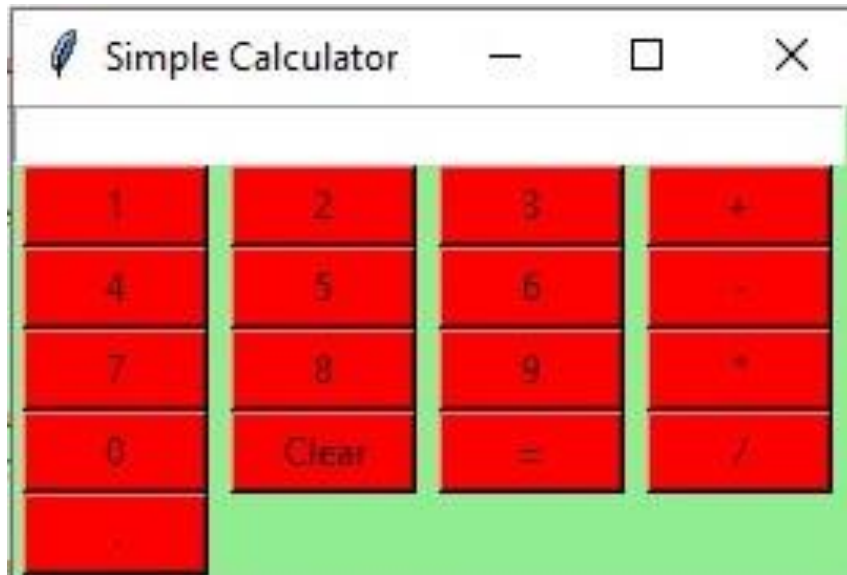 Simple Calculator
1 2 3 +
4 5 6 -
7 8 9 *
0 Clear = /
.